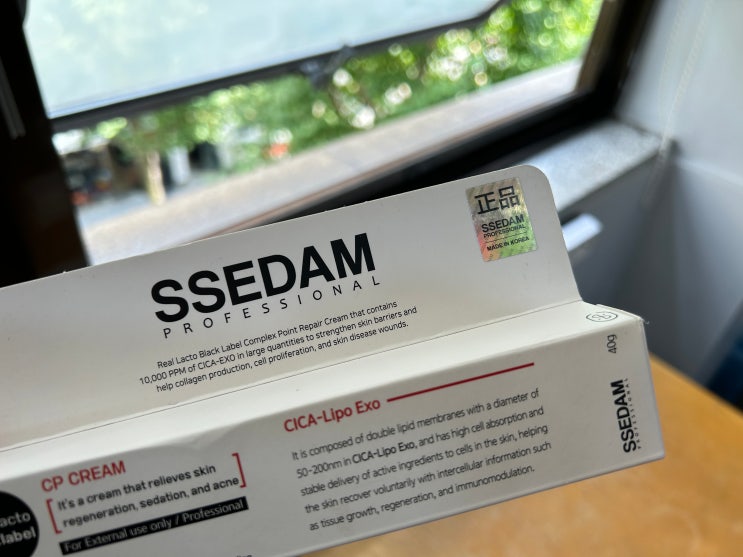 正品
SSEDAM
PROFESSIONAL
MADE IN KOREA
SSEDAM
PROFESSIONAL
Real Lacto Black Label Complex Point Repair Cream that contains
10,000 PPM of CICA-EXO in large quantities to strengthen skin barriers and
help collagen production, cell proliferation, and skin disease wounds.
CICA-Lipo Exo
It is composed of double lipid membranes with a diameter of
50-200nm in CICA-Lipo Exo, and has high cell absorption and
stable delivery of active ingredients to cells in the skin, helping
the skin recover voluntarily with intercellular information such
as tissue growth, regeneration, and immunomodulation.
CP CREAM
It's a cream that relieves skin
regeneration, sedation, and acne
For External use only / Professional
label
SSEDAM
PROFESSIONAL
40g